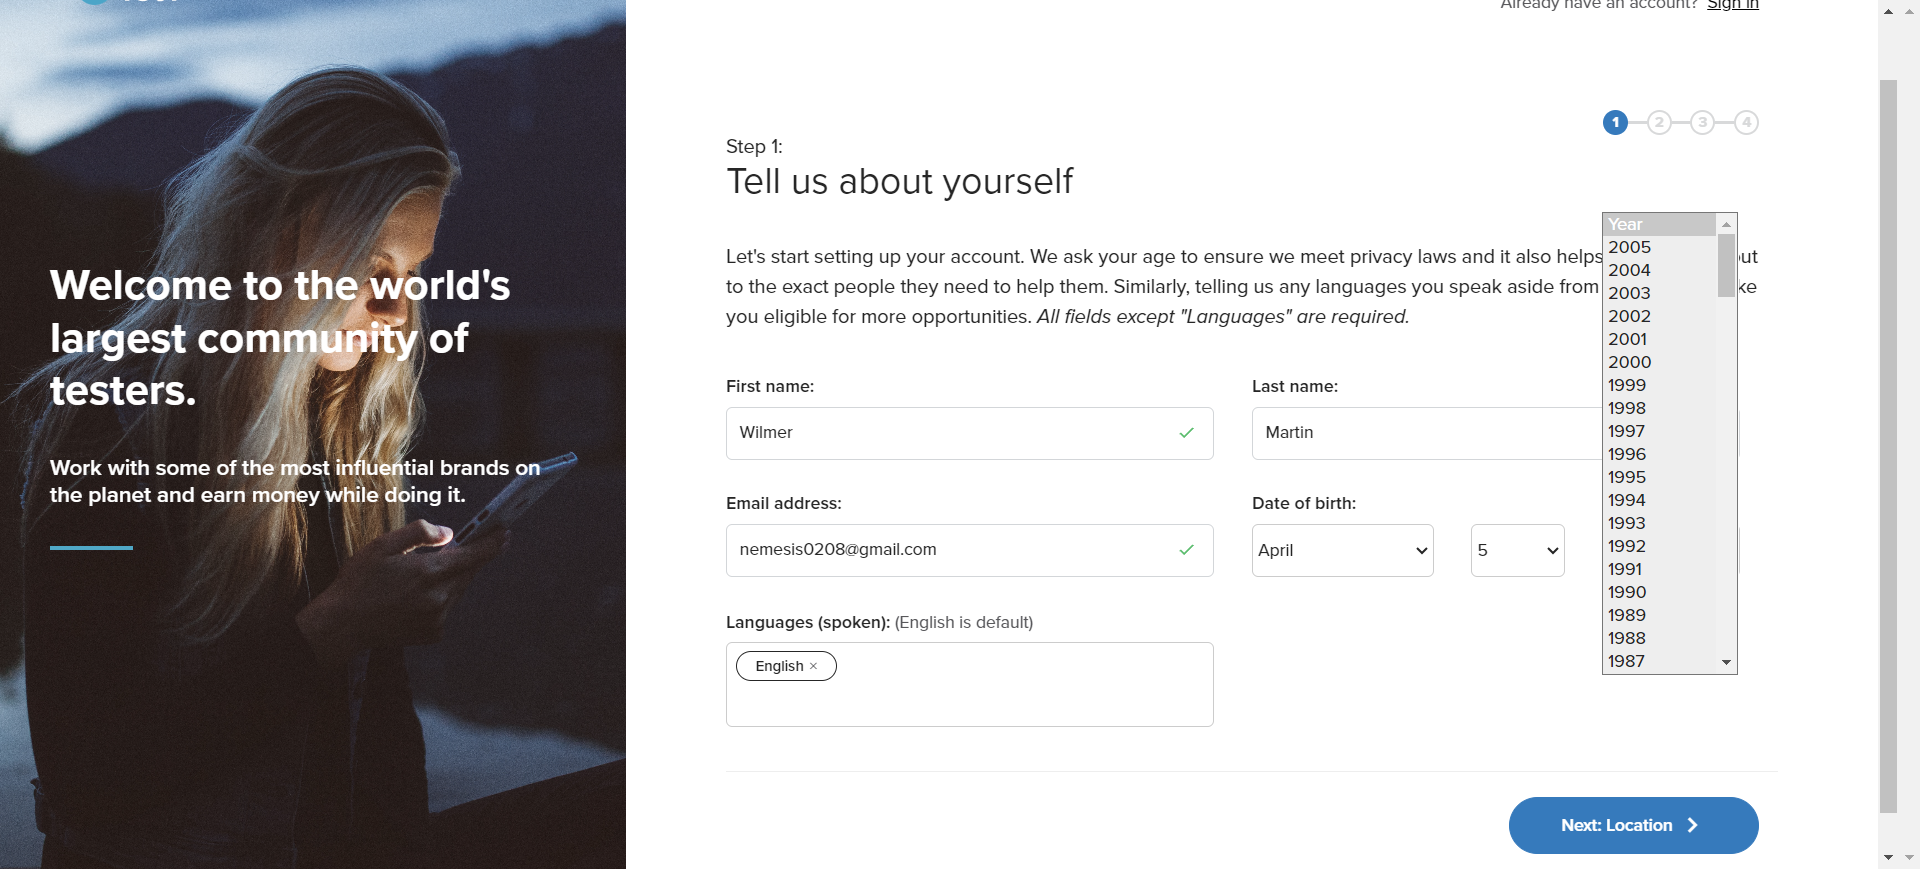 Already have an account? Sign in
1 2 3 4
Step 1:
Tell us about yourself
Welcome to the world's
largest community of
testers.
Work with some of the most influential brands on
the planet and earn money while doing it.
Let's start setting up your account. We ask your age to ensure we meet privacy laws and it also helps
to the exact people they need to help them. Similarly, telling us any languages you speak aside from
you eligible for more opportunities. All fields except "Languages" are required.
First name:
Wilmer
Last name:
Martin
Email address:
nemesis0208@gmail.com
Date of birth:
April
5
Year
2005
2004
2003
2002
2001
2000
1999
1998
1997
1996
1995
1994
1993
1992
1991
1990
1989
1988
1987
Languages (spoken): (English is default)
English ×
Next: Location